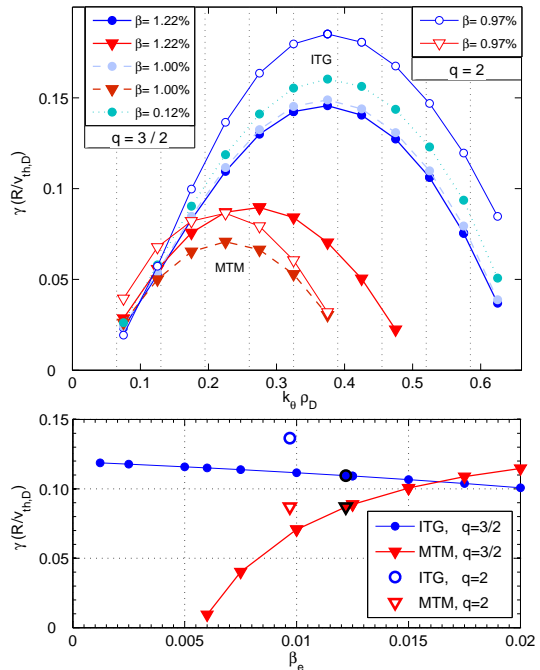 β= 1.22%
β= 1.22%
β= 1.00%
β= 1.00%
β= 0.12%
q = 3 / 2
β= 0.97%
β= 0.97%
q = 2
ITG
MTM
0.15
0.1
0.05
0
γ(R/v_th,D)
0 0.1 0.2 0.3 0.4 0.5 0.6
k_θ ρ_D
0.15
0.10
0.05
0
γ(R/v_th,D)
ITG, q=3/2
MTM, q=3/2
ITG, q=2
MTM, q=2
0 0.005 0.01 0.015 0.02
β_e